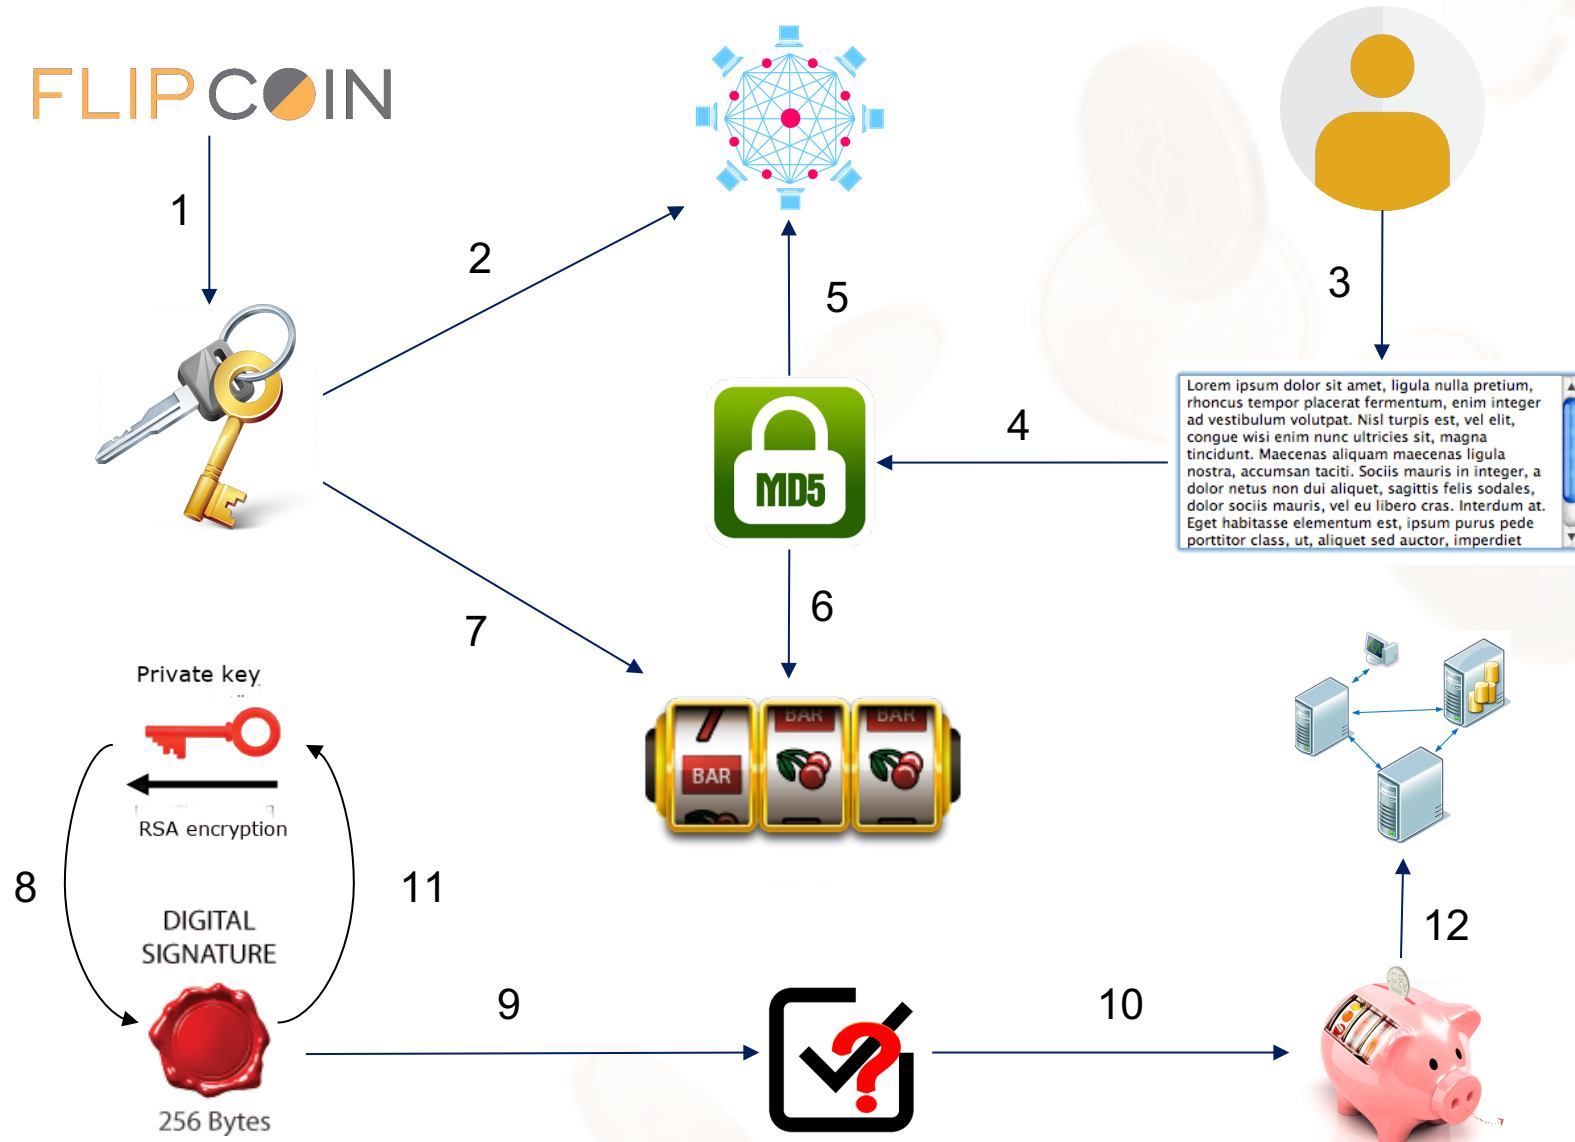 FLIPCOIN
1
2
3
5
Lorem ipsum dolor sit amet, ligula nulla pretium,
rhoncus tempor placerat fermentum, enim integer
ad vestibulum volutpat. Nisl turpis est, vel elit,
congue wisi enim nunc ultricies sit, magna
tincidunt. Maecenas aliquam maecenas ligula
nostra, accumsan taciti. Sociis mauris in integer, a
dolor netus non dui aliquet, sagittis felis sodales,
dolor sociis mauris, vel eu libero cras. Interdum at.
Eget habitasse elementum est, ipsum purus pede
porttitor class, ut, aliquet sed auctor, imperdiet
4
MD5
6
7
BAR
BAR
BAR
Private key
RSA encryption
8
11
DIGITAL
SIGNATURE
256 Bytes
9
10
12